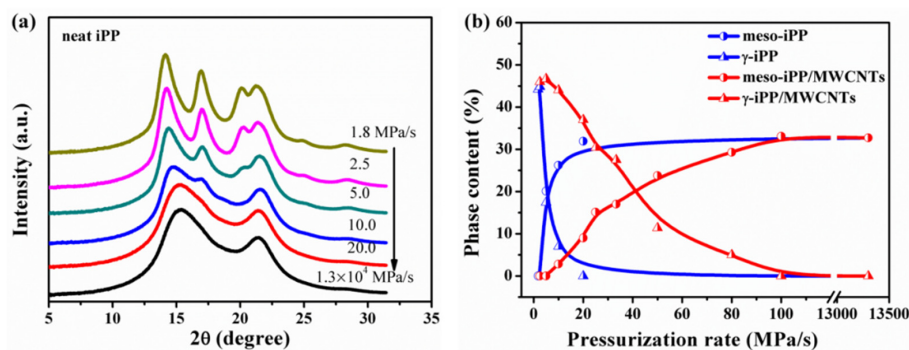 (a)
neat iPP
1.8 MPa/s
2.5
5.0
10.0
20.0
1.3×10⁴ MPa/s
Intensity (a.u.)
5 10 15 20 25 30 35
2θ (degree)
(b)
meso-iPP
γ-iPP
meso-iPP/MWCNTs
γ-iPP/MWCNTs
60
50
40
30
20
10
0
Phase content (%)
0 20 40 60 80 100 13000 13500
Pressurization rate (MPa/s)